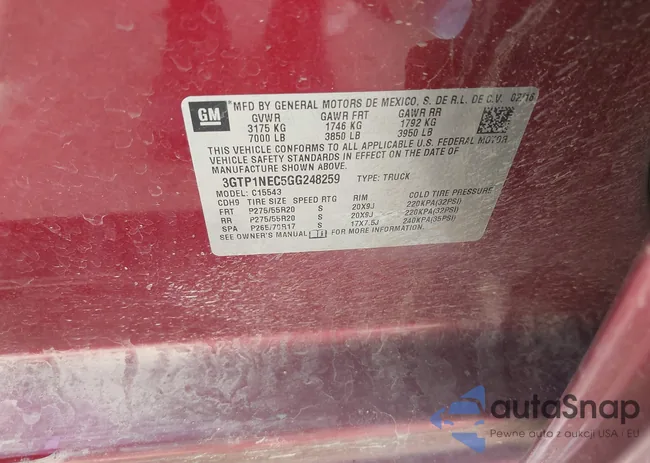 GM
MFD BY GENERAL MOTORS DE MEXICO, S. DE R.L. DE C.V. 02/16
GVWR GAWR FRT GAWR RR
3175 KG 1746 KG 1792 KG
7000 LB 3850 LB 3950 LB
THIS VEHICLE CONFORMS TO ALL APPLICABLE U.S. FEDERAL MOTOR
VEHICLE SAFETY STANDARDS IN EFFECT ON THE DATE OF
MANUFACTURE SHOWN ABOVE.
3GTP1NEC5GG248259 TYPE: TRUCK
MODEL: C15543
CDH9 TIRE SIZE SPEED RTG RIM COLD TIRE PRESSURE
FRT P275/55R20 S 20X9J 220KPA(32PSI)
RR P275/55R20 S 20X9J 220KPA(32PSI)
SPA P265/70R17 S 17X7.5J 240KPA(35PSI)
SEE OWNER'S MANUAL FOR MORE INFORMATION.
autaSnap
Pewne auta z aukcji USA i EU